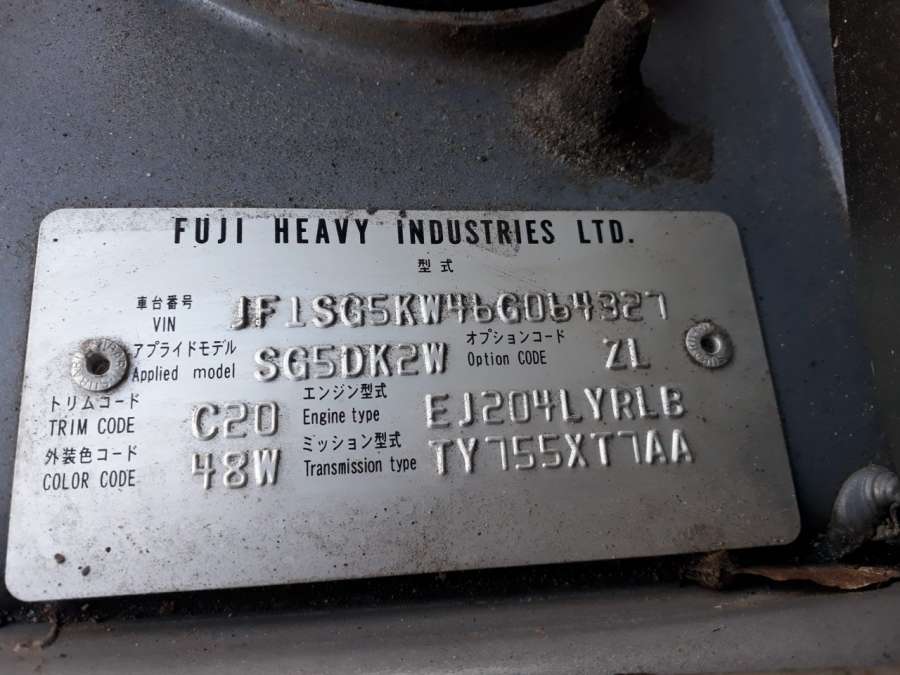 FUJI HEAVY INDUSTRIES LTD.
型式
車台番号
VIN JF1SG5KW46G064327
アプライドモデル オプションコード
Applied model SG5DK2W Option CODE ZL
トリムコード エンジン型式
TRIM CODE C20 Engine type EJ204LYRLB
外装色コード ミッション型式
COLOR CODE 48W Transmission type TY755XT7AA